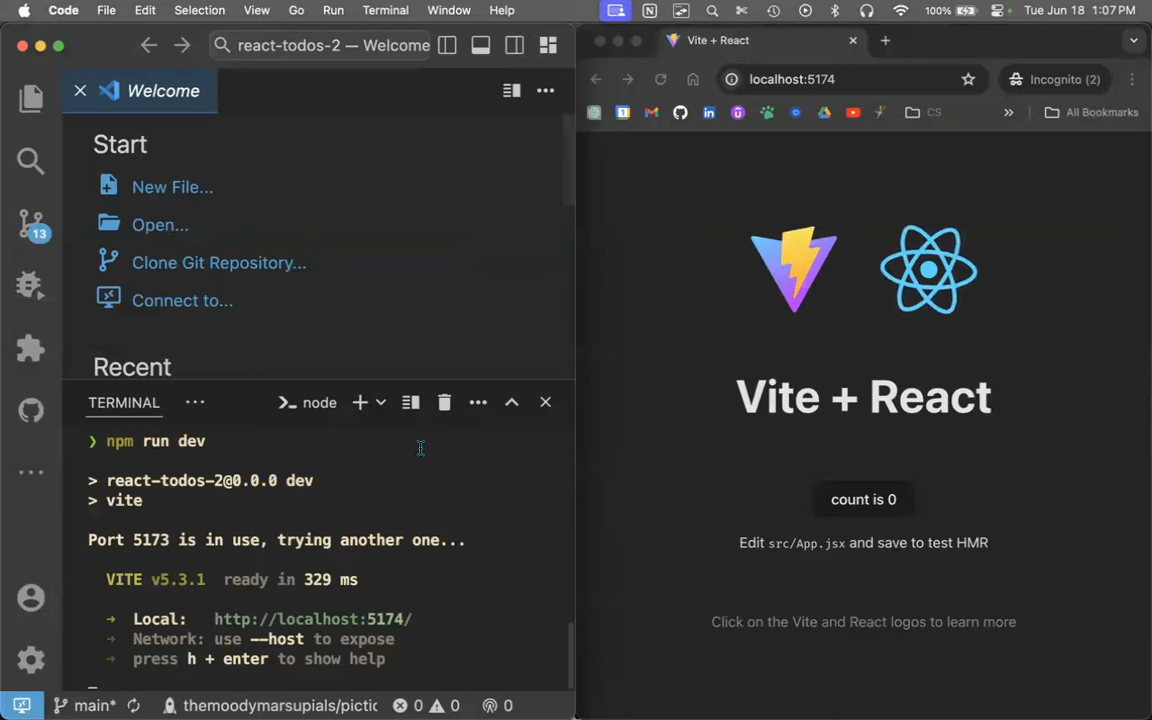 Code File Edit Selection View Go Run Terminal Window Help 100% Tue Jun 18 1:07 PM
react-todos-2 — Welcome
Welcome
Start
New File...
Open...
Clone Git Repository...
Connect to...
Recent
13
TERMINAL
node
❯ npm run dev
> react-todos-2@0.0.0 dev
> vite
Port 5173 is in use, trying another one...
VITE v5.3.1 ready in 329 ms
➜ Local: http://localhost:5174/
➜ Network: use --host to expose
➜ press h + enter to show help
main* themoodymarsupials/pictic 0 0 0
Vite + React
localhost:5174
Incognito (2)
CS
All Bookmarks
Vite + React
count is 0
Edit src/App.jsx and save to test HMR
Click on the Vite and React logos to learn more